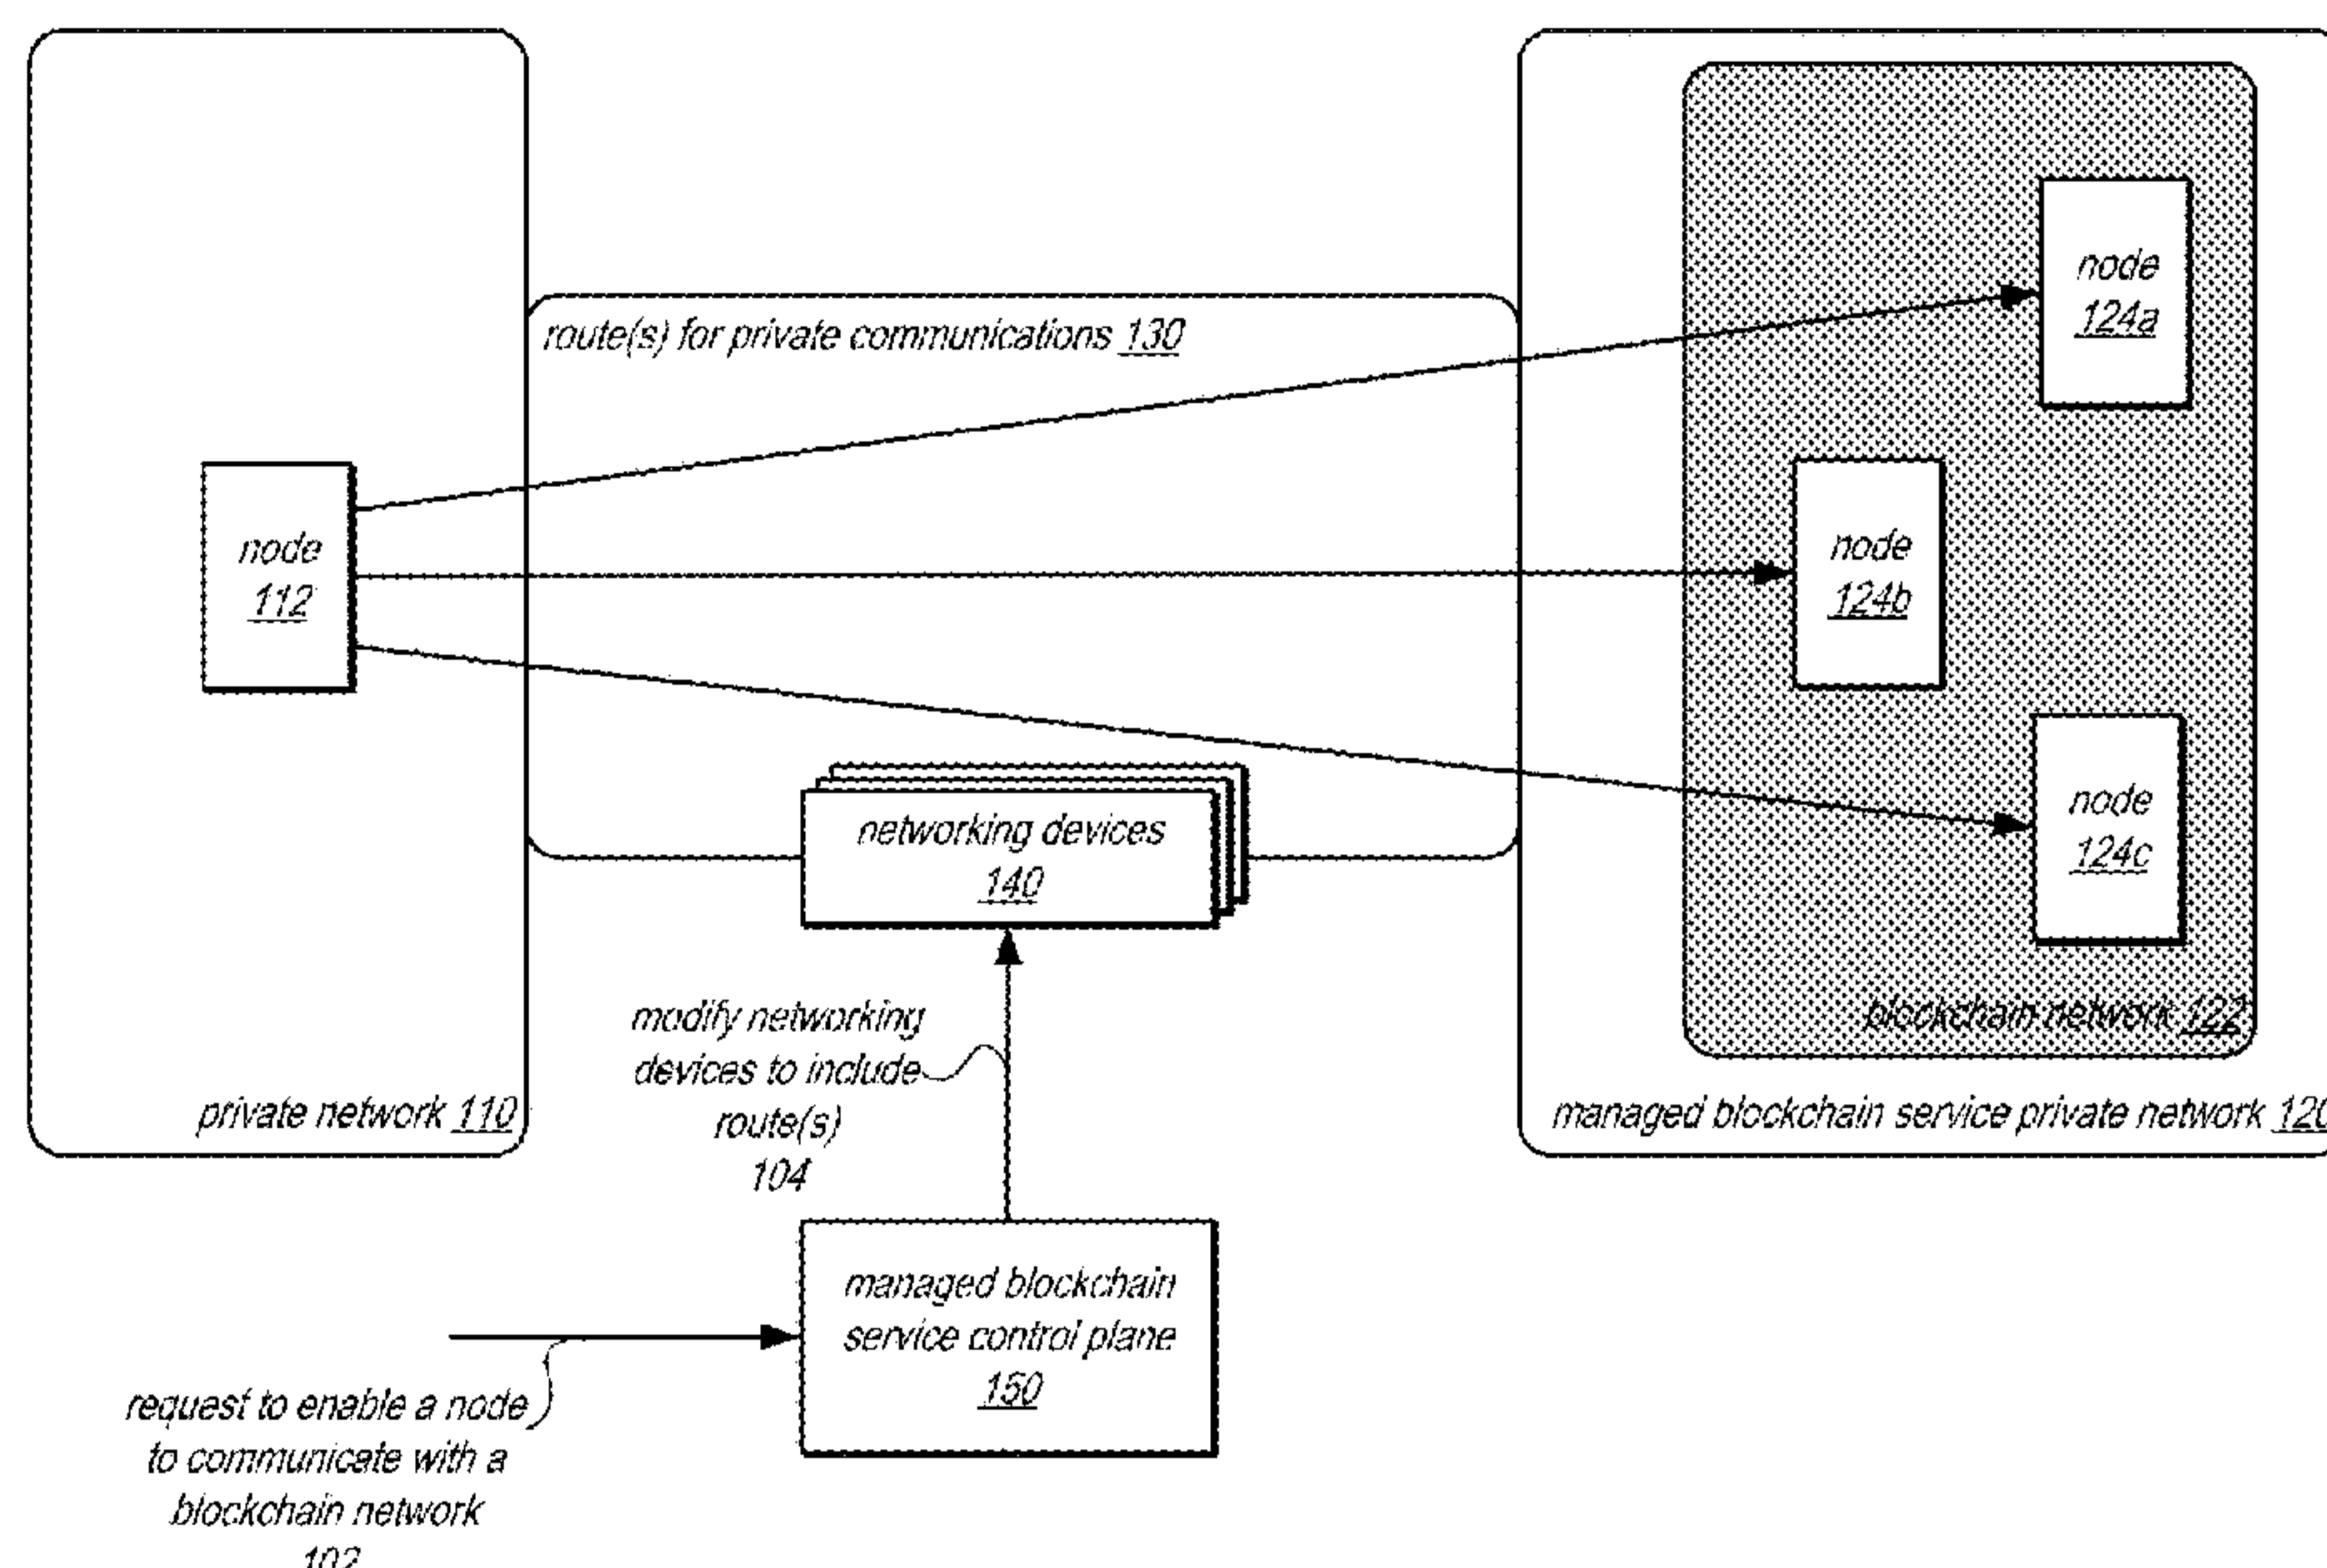 route(s) for private communications 130
node
112
node
124a
node
124b
node
124c
networking devices
140
blockchain network 122
private network 110
managed blockchain service private network 120
modify networking
devices to include
route(s)
104
managed blockchain
service control plane
150
request to enable a node
to communicate with a
blockchain network
102